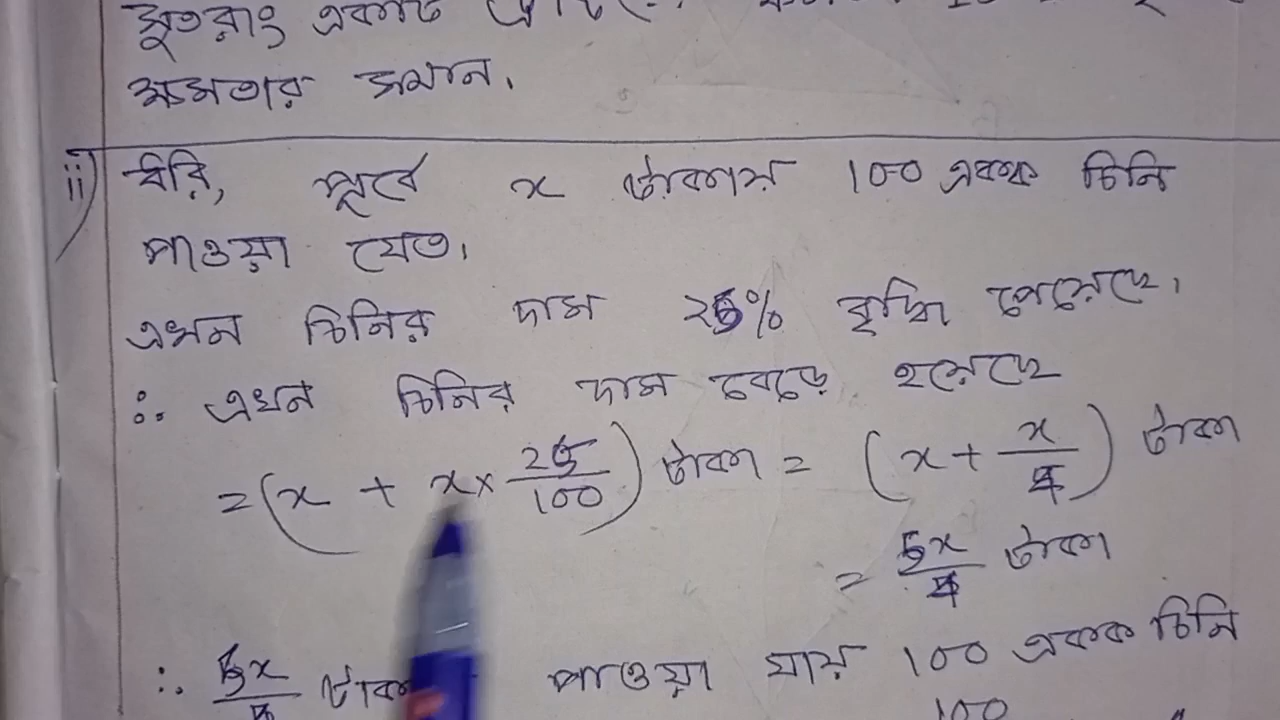 সুতরাং একটি
ক্ষমতার সমান।
ii) ধরি, পূর্বে x টাকায় 100 একক চিনি
পাওয়া যেত।
এখন চিনির দাম 25% বৃদ্ধি পেয়েছে।
∴ এখন চিনির দাম বেড়ে হয়েছে
= (x + x × 25/100) টাকা = (x + x/4) টাকা
= 5x/4 টাকা
∴ 5x/4 টাকায় পাওয়া যায় 100 একক চিনি
100